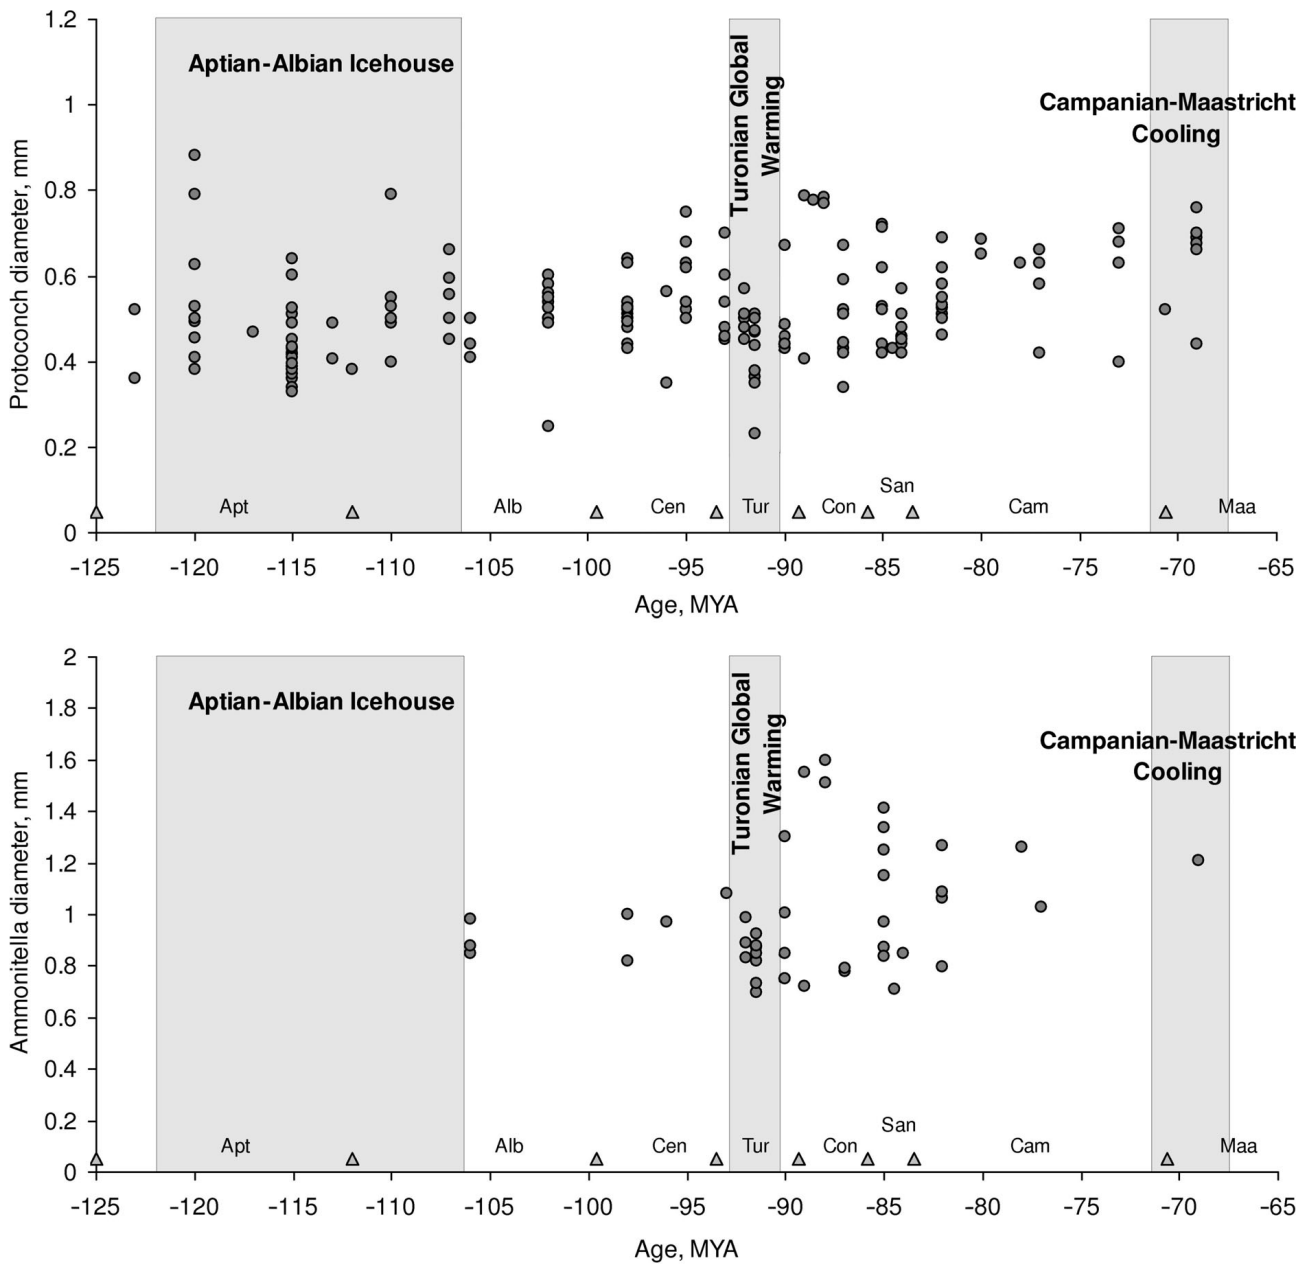 1.2
1
0.8
0.6
0.4
0.2
0
Protoconch diameter, mm
Aptian-Albian Icehouse
Turonian Global
Warming
Campanian-Maastricht
Cooling
Apt
Alb
Cen
Tur
Con
San
Cam
Maa
-125
-120
-115
-110
-105
-100
-95
-90
-85
-80
-75
-70
-65
Age, MYA
2
1.8
1.6
1.4
1.2
1
0.8
0.6
0.4
0.2
0
Ammonitella diameter, mm
Aptian-Albian Icehouse
Turonian Global
Warming
Campanian-Maastricht
Cooling
Apt
Alb
Cen
Tur
Con
San
Cam
Maa
-125
-120
-115
-110
-105
-100
-95
-90
-85
-80
-75
-70
-65
Age, MYA